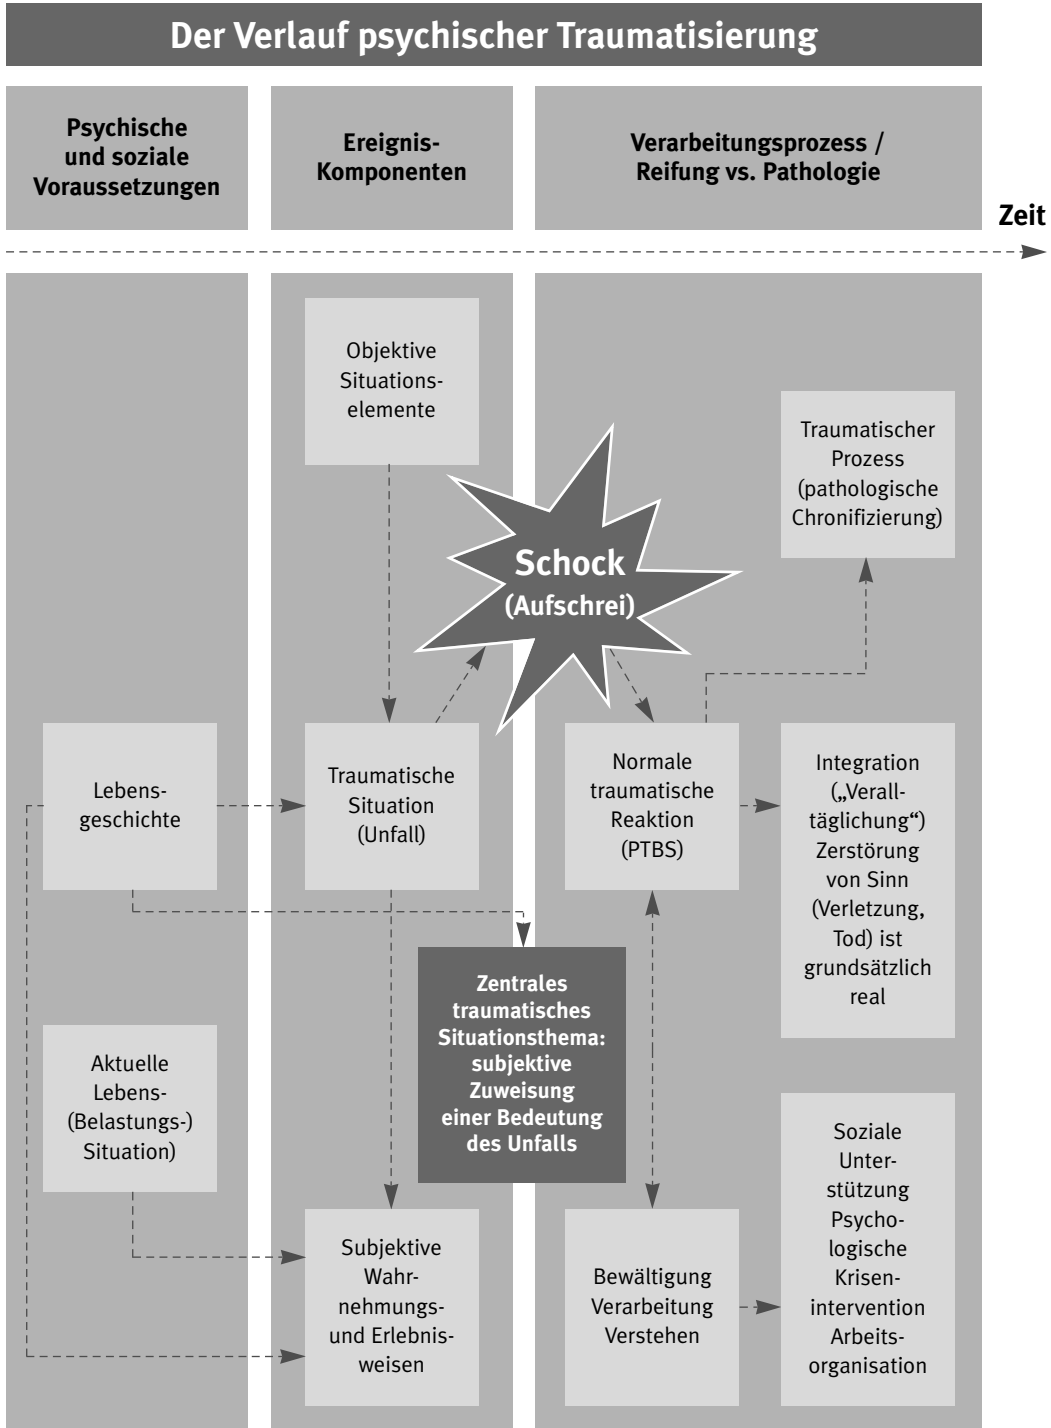 Der Verlauf psychischer Traumatisierung
Psychische
und soziale
Voraussetzungen
Ereignis-
Komponenten
Verarbeitungsprozess /
Reifung vs. Pathologie
Zeit
Objektive
Situations-
elemente
Traumatischer
Prozess
(pathologische
Chronifizierung)
Schock
(Aufschrei)
Lebens-
geschichte
Traumatische
Situation
(Unfall)
Normale
traumatische
Reaktion
(PTBS)
Integration
(„Verall-
täglichung“)
Zerstörung
von Sinn
(Verletzung,
Tod) ist
grundsätzlich
real
Zentrales
traumatisches
Situationsthema:
subjektive
Zuweisung
einer Bedeutung
des Unfalls
Aktuelle
Lebens-
(Belastungs-)
Situation)
Subjektive
Wahr-
nehmungs-
und Erlebnis-
weisen
Bewältigung
Verarbeitung
Verstehen
Soziale
Unter-
stützung
Psycho-
logische
Krisen-
intervention
Arbeits-
organisation